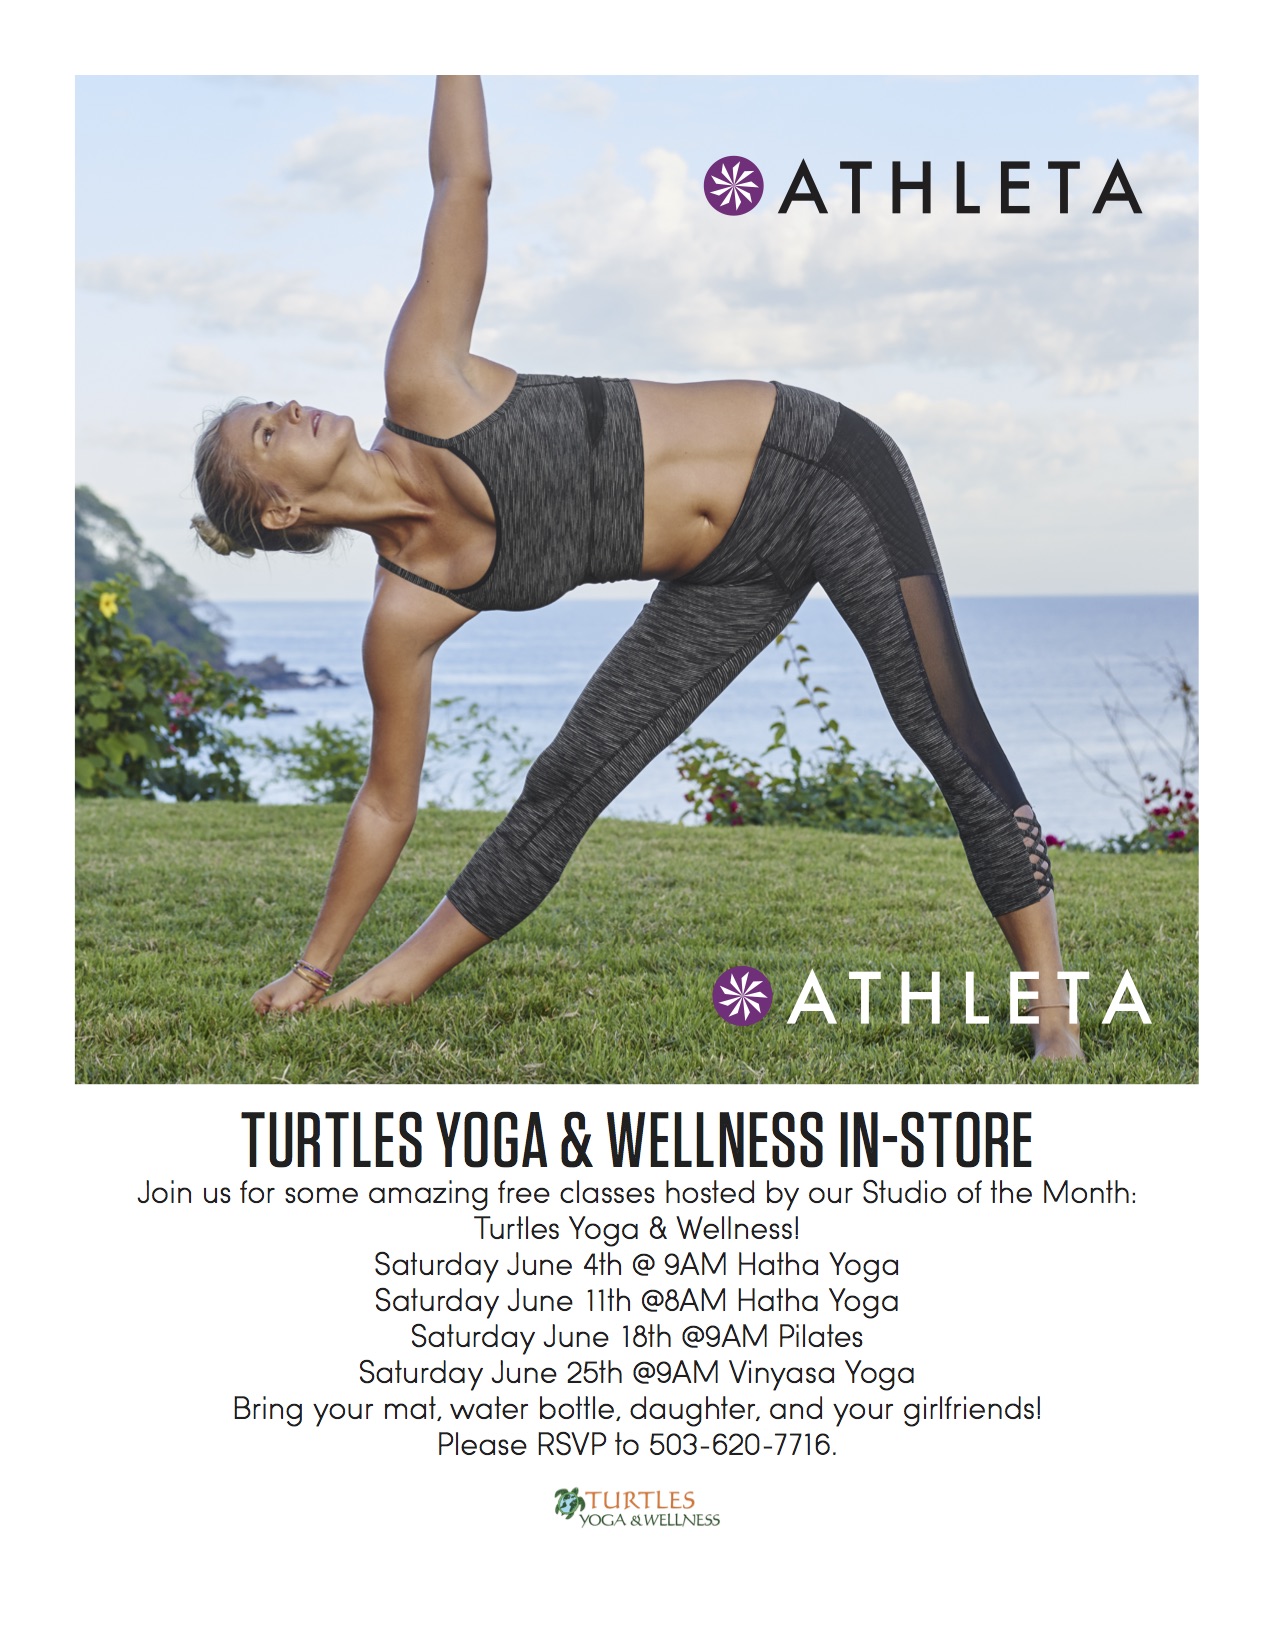 ATHLETA
ATHLETA
TURTLES YOGA & WELLNESS IN-STORE
Join us for some amazing free classes hosted by our Studio of the Month:
Turtles Yoga & Wellness!
Saturday June 4th @ 9AM Hatha Yoga
Saturday June 11th @8AM Hatha Yoga
Saturday June 18th @9AM Pilates
Saturday June 25th @9AM Vinyasa Yoga
Bring your mat, water bottle, daughter, and your girlfriends!
Please RSVP to 503-620-7716.
TURTLES
YOGA & WELLNESS